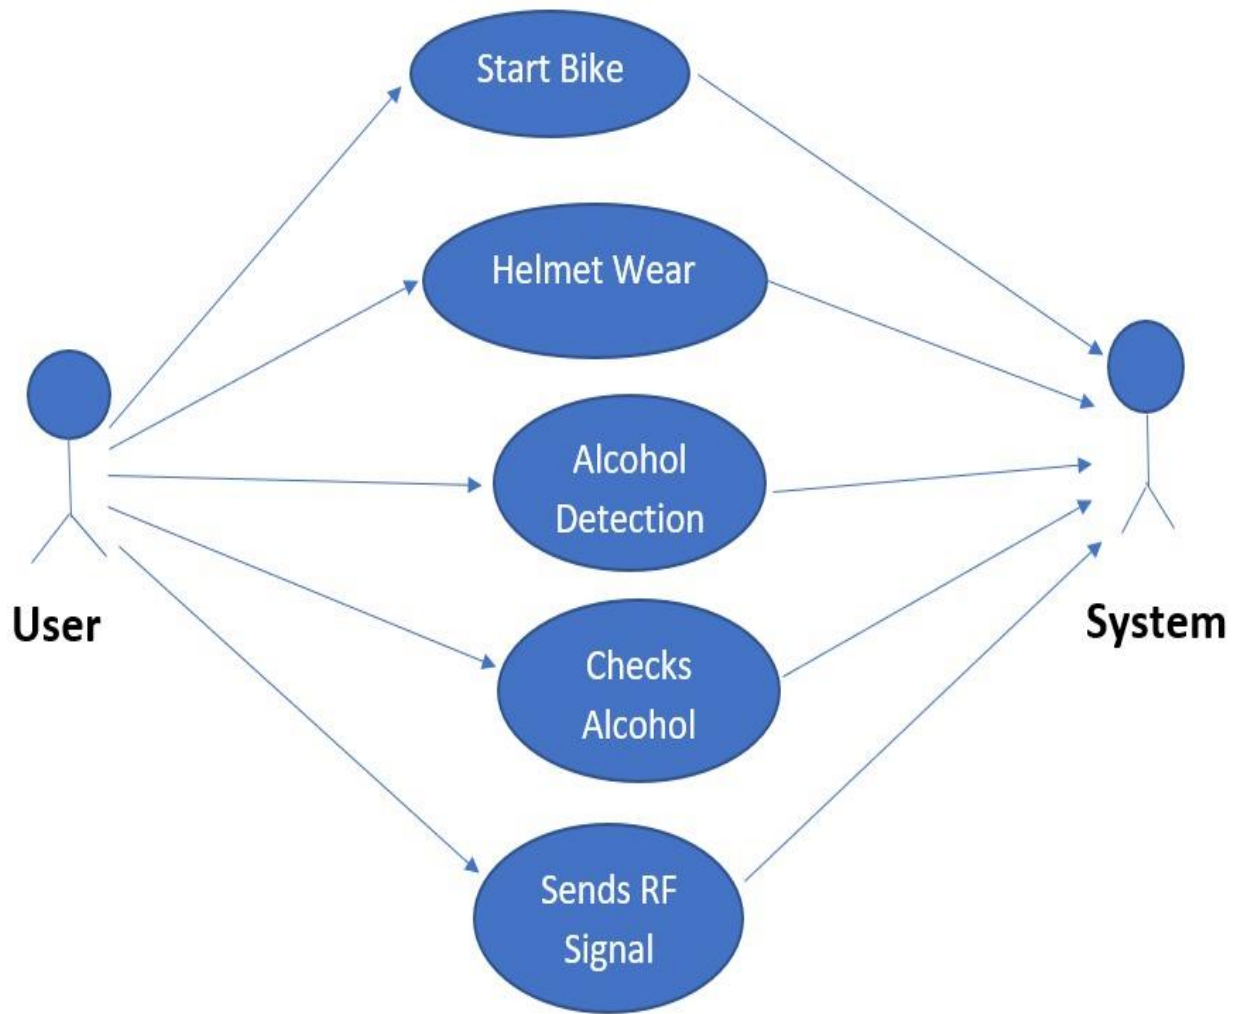 Start Bike
Helmet Wear
Alcohol
Detection
User
System
Checks
Alcohol
Sends RF
Signal